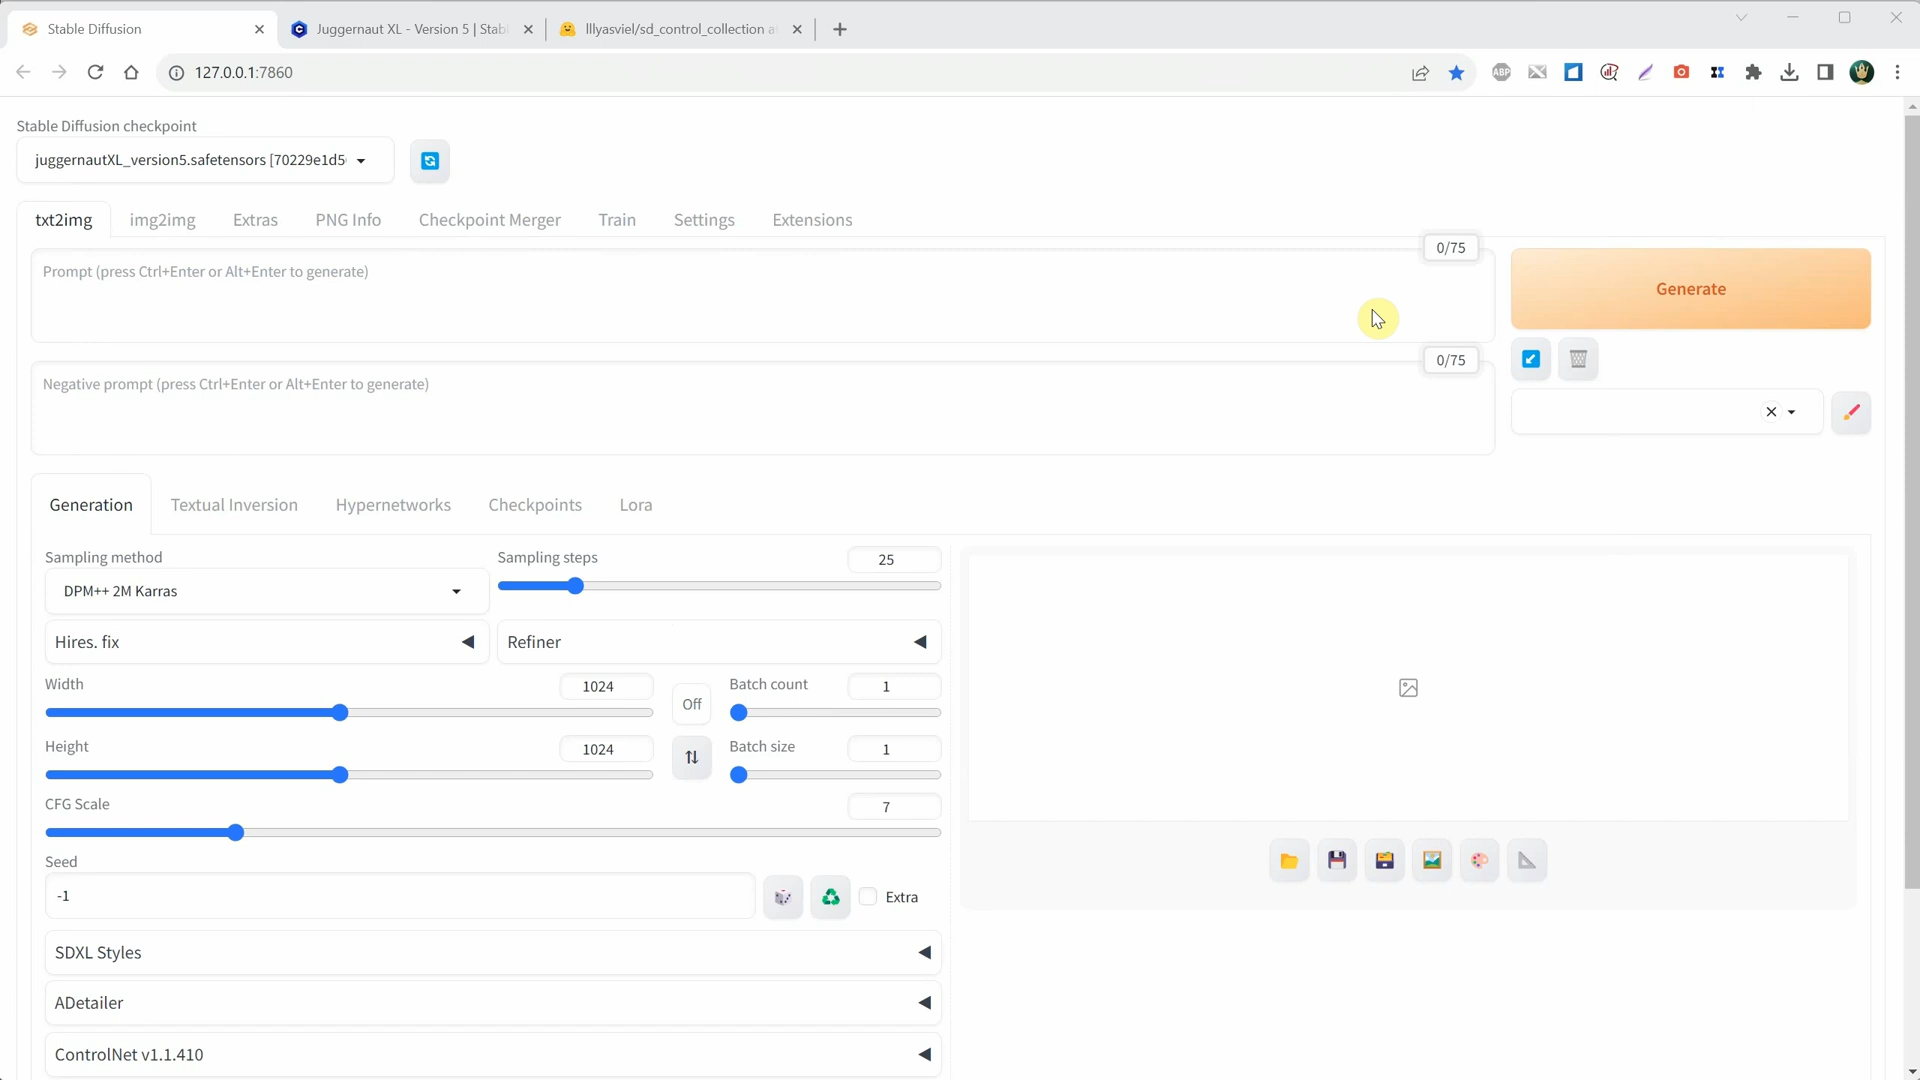 Stable Diffusion
Juggernaut XL - Version 5 | Stab
lllyasviel/sd_control_collection a
127.0.0.1:7860
ABP
Stable Diffusion checkpoint
juggernautXL_version5.safetensors [70229e1d5
txt2img
img2img
Extras
PNG Info
Checkpoint Merger
Train
Settings
Extensions
0/75
Prompt (press Ctrl+Enter or Alt+Enter to generate)
Generate
0/75
Negative prompt (press Ctrl+Enter or Alt+Enter to generate)
Generation
Textual Inversion
Hypernetworks
Checkpoints
Lora
Sampling method
DPM++ 2M Karras
Sampling steps
25
Hires. fix
Refiner
Width
1024
Off
Batch count
1
Height
1024
Batch size
1
CFG Scale
7
Seed
-1
Extra
SDXL Styles
ADetailer
ControlNet v1.1.410